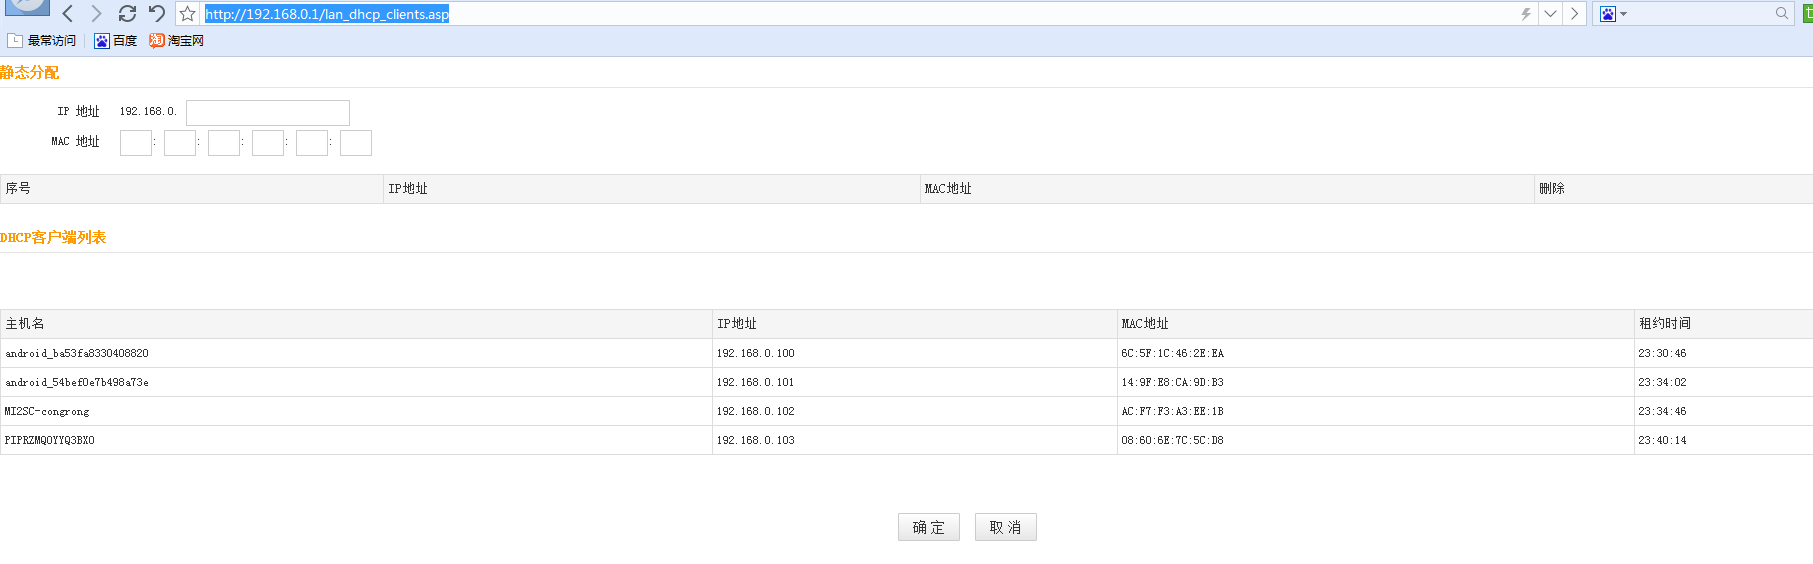 http://192.168.0.1/lan_dhcp_clients.asp
最常访问 百度 淘 淘宝网
静态分配
IP 地址 192.168.0.
MAC 地址 : : : : :
序号 IP地址 MAC地址 删除
DHCP客户端列表
主机名 IP地址 MAC地址 租约时间
android_ba53fa8330408820 192.168.0.100 6C:5F:1C:46:2E:EA 23:30:46
android_54bef0e7b498a73e 192.168.0.101 14:9F:E8:CA:9D:B3 23:34:02
MI2SC-congrong 192.168.0.102 AC:F7:F3:A3:EE:1B 23:34:46
PIPRZMQOYYQ3BXO 192.168.0.103 08:60:6E:7C:5C:D8 23:40:14
确 定 取 消